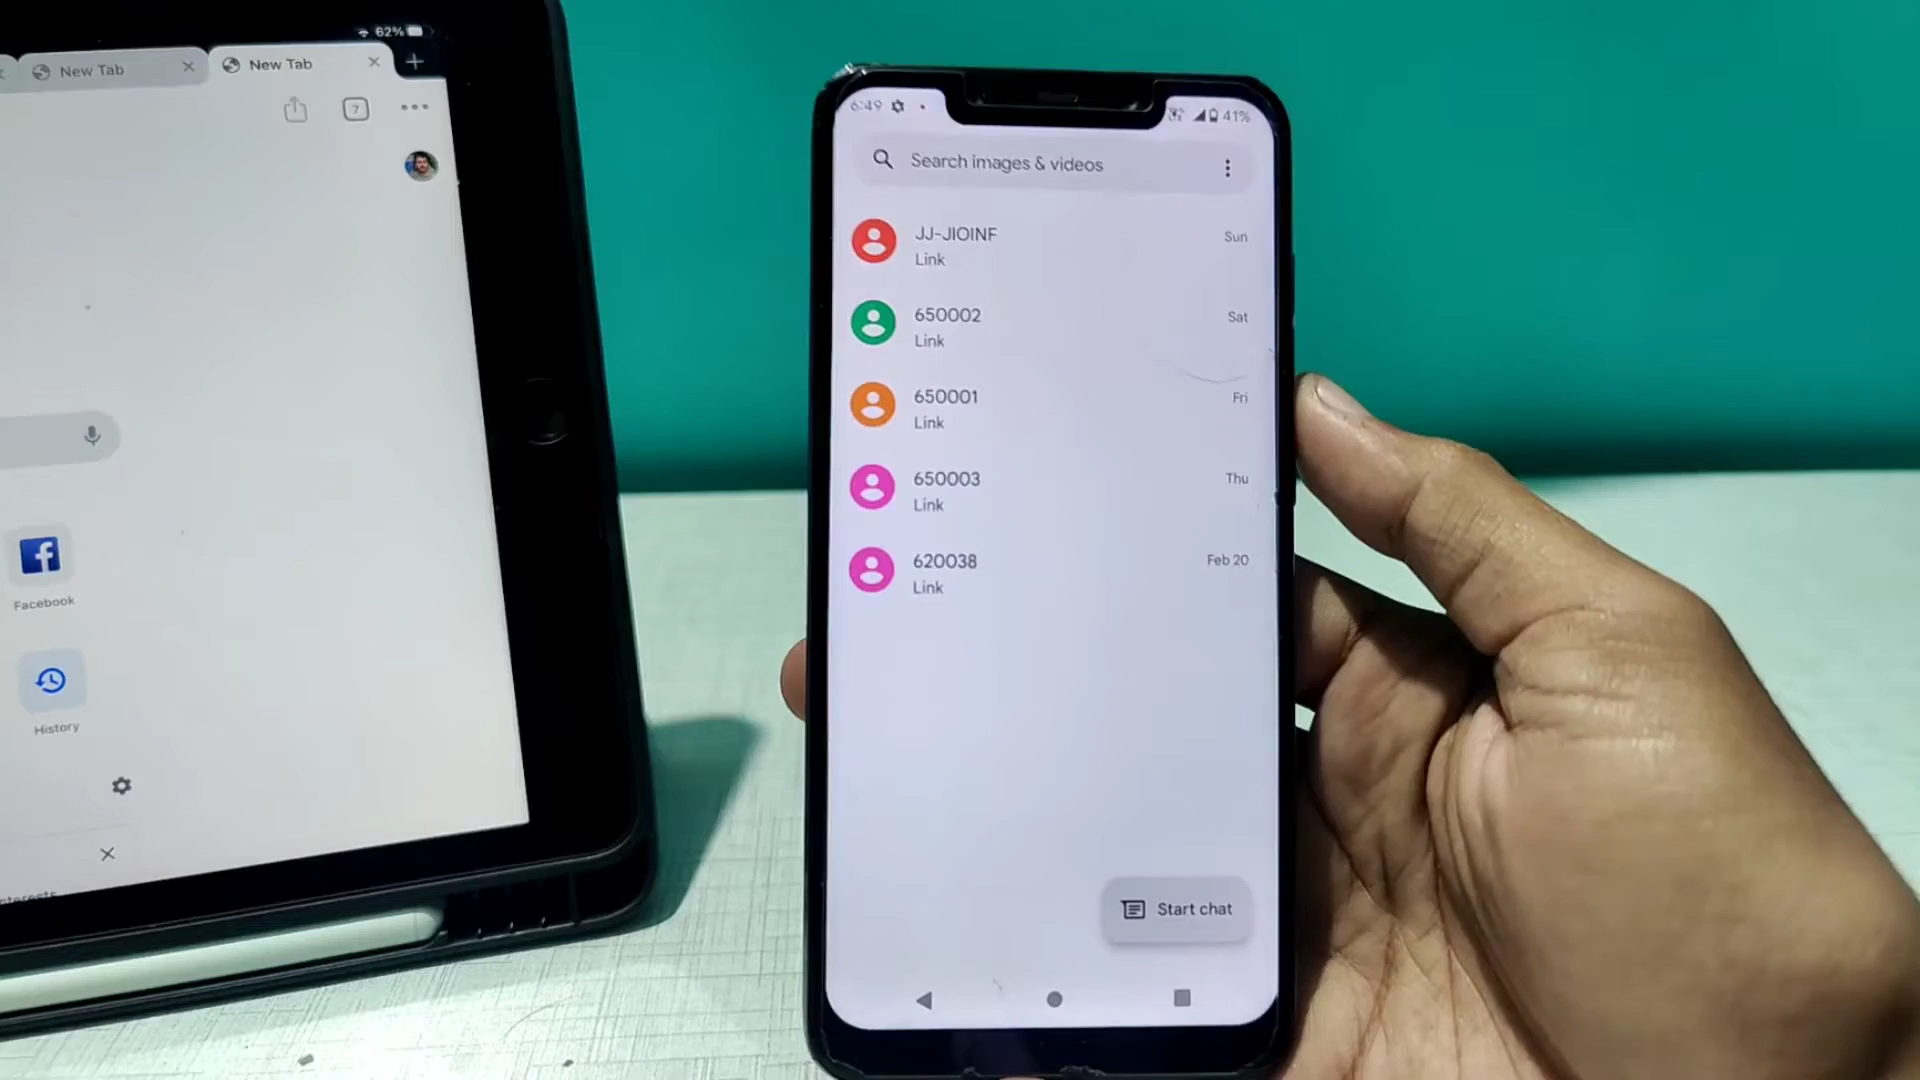 62%
New Tab
New Tab
7
Facebook
History
6:49
41%
Search images & videos
JJ-JIOINF
Sun
Link
650002
Sat
Link
650001
Fri
Link
650003
Thu
Link
620038
Feb 20
Link
Start chat